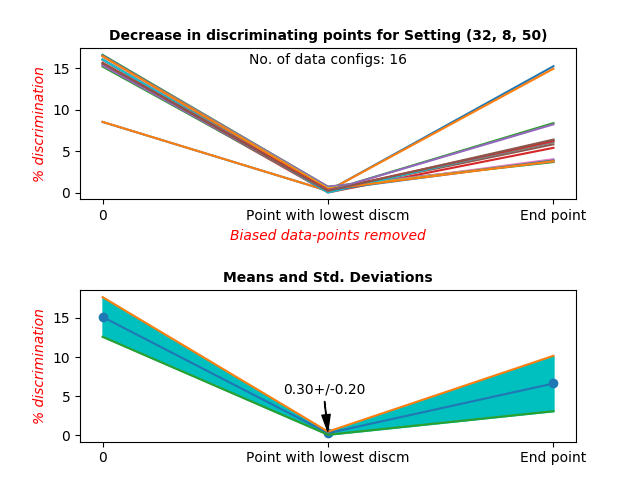 Decrease in discriminating points for Setting (32, 8, 50)
No. of data configs: 16
15
10
5
0
% discrimination
0 Point with lowest discm End point
Biased data-points removed
Means and Std. Deviations
15
10
5
0
% discrimination
0.30+/-0.20
0 Point with lowest discm End point